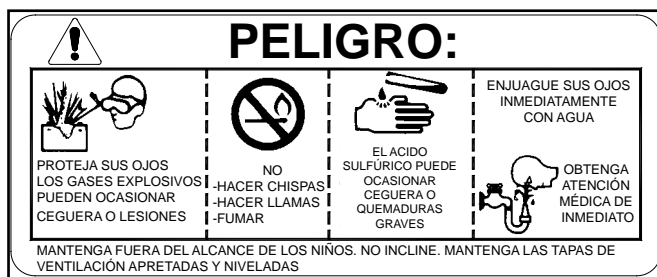 PELIGRO:
PROTEJA SUS OJOS
LOS GASES EXPLOSIVOS
PUEDEN OCASIONAR
CEGUERA O LESIONES
NO
-HACER CHISPAS
-HACER LLAMAS
-FUMAR
EL ACIDO
SULFÚRICO PUEDE
OCASIONAR
CEGUERA O
QUEMADURAS
GRAVES
ENJUAGUE SUS OJOS
INMEDIATAMENTE
CON AGUA
OBTENGA
ATENCIÓN
MÉDICA DE
INMEDIATO
MANTENGA FUERA DEL ALCANCE DE LOS NIÑOS. NO INCLINE. MANTENGA LAS TAPAS DE
VENTILACIÓN APRETADAS Y NIVELADAS